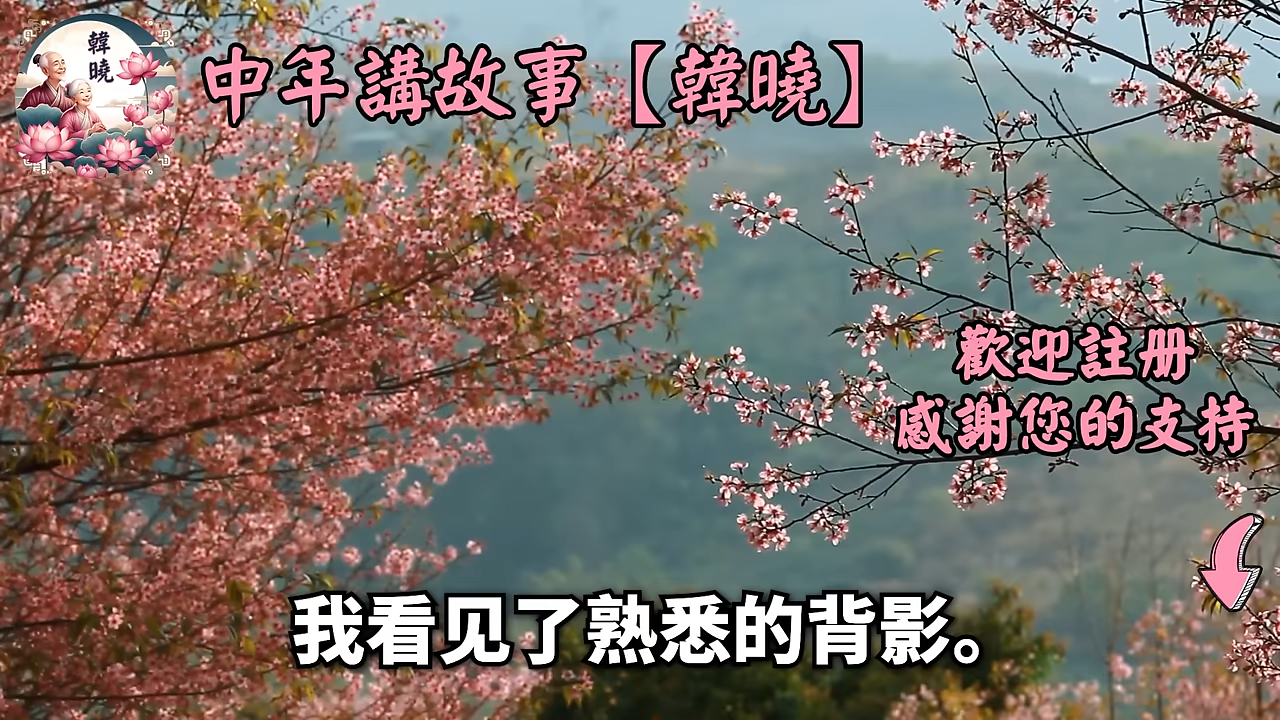 韓
曉
中年講故事【韓曉】
歡迎註册
感謝您的支持
我看见了熟悉的背影。